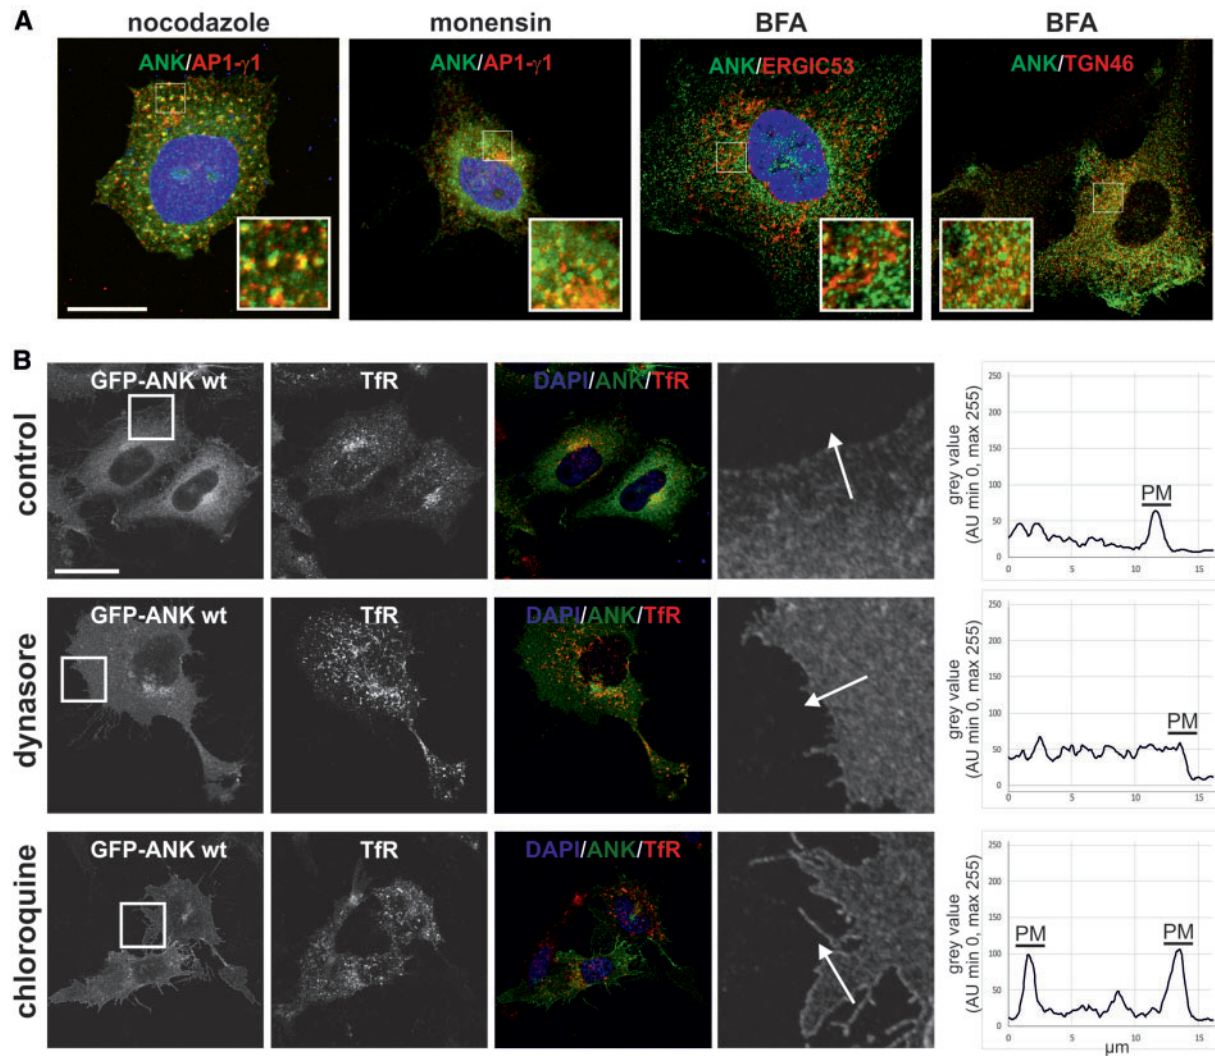 A
nocodazole
monensin
BFA
BFA
ANK/AP1-γ1
ANK/AP1-γ1
ANK/ERGIC53
ANK/TGN46
B
control
GFP-ANK wt
TfR
DAPI/ANK/TfR
grey value
(AU min 0, max 255)
250
200
150
100
50
0
PM
0 5 10 15
dynasore
GFP-ANK wt
TfR
DAPI/ANK/TfR
grey value
(AU min 0, max 255)
250
200
150
100
50
0
PM
0 5 10 15
chloroquine
GFP-ANK wt
TfR
DAPI/ANK/TfR
grey value
(AU min 0, max 255)
250
200
150
100
50
0
PM
PM
0 5 10 15
µm